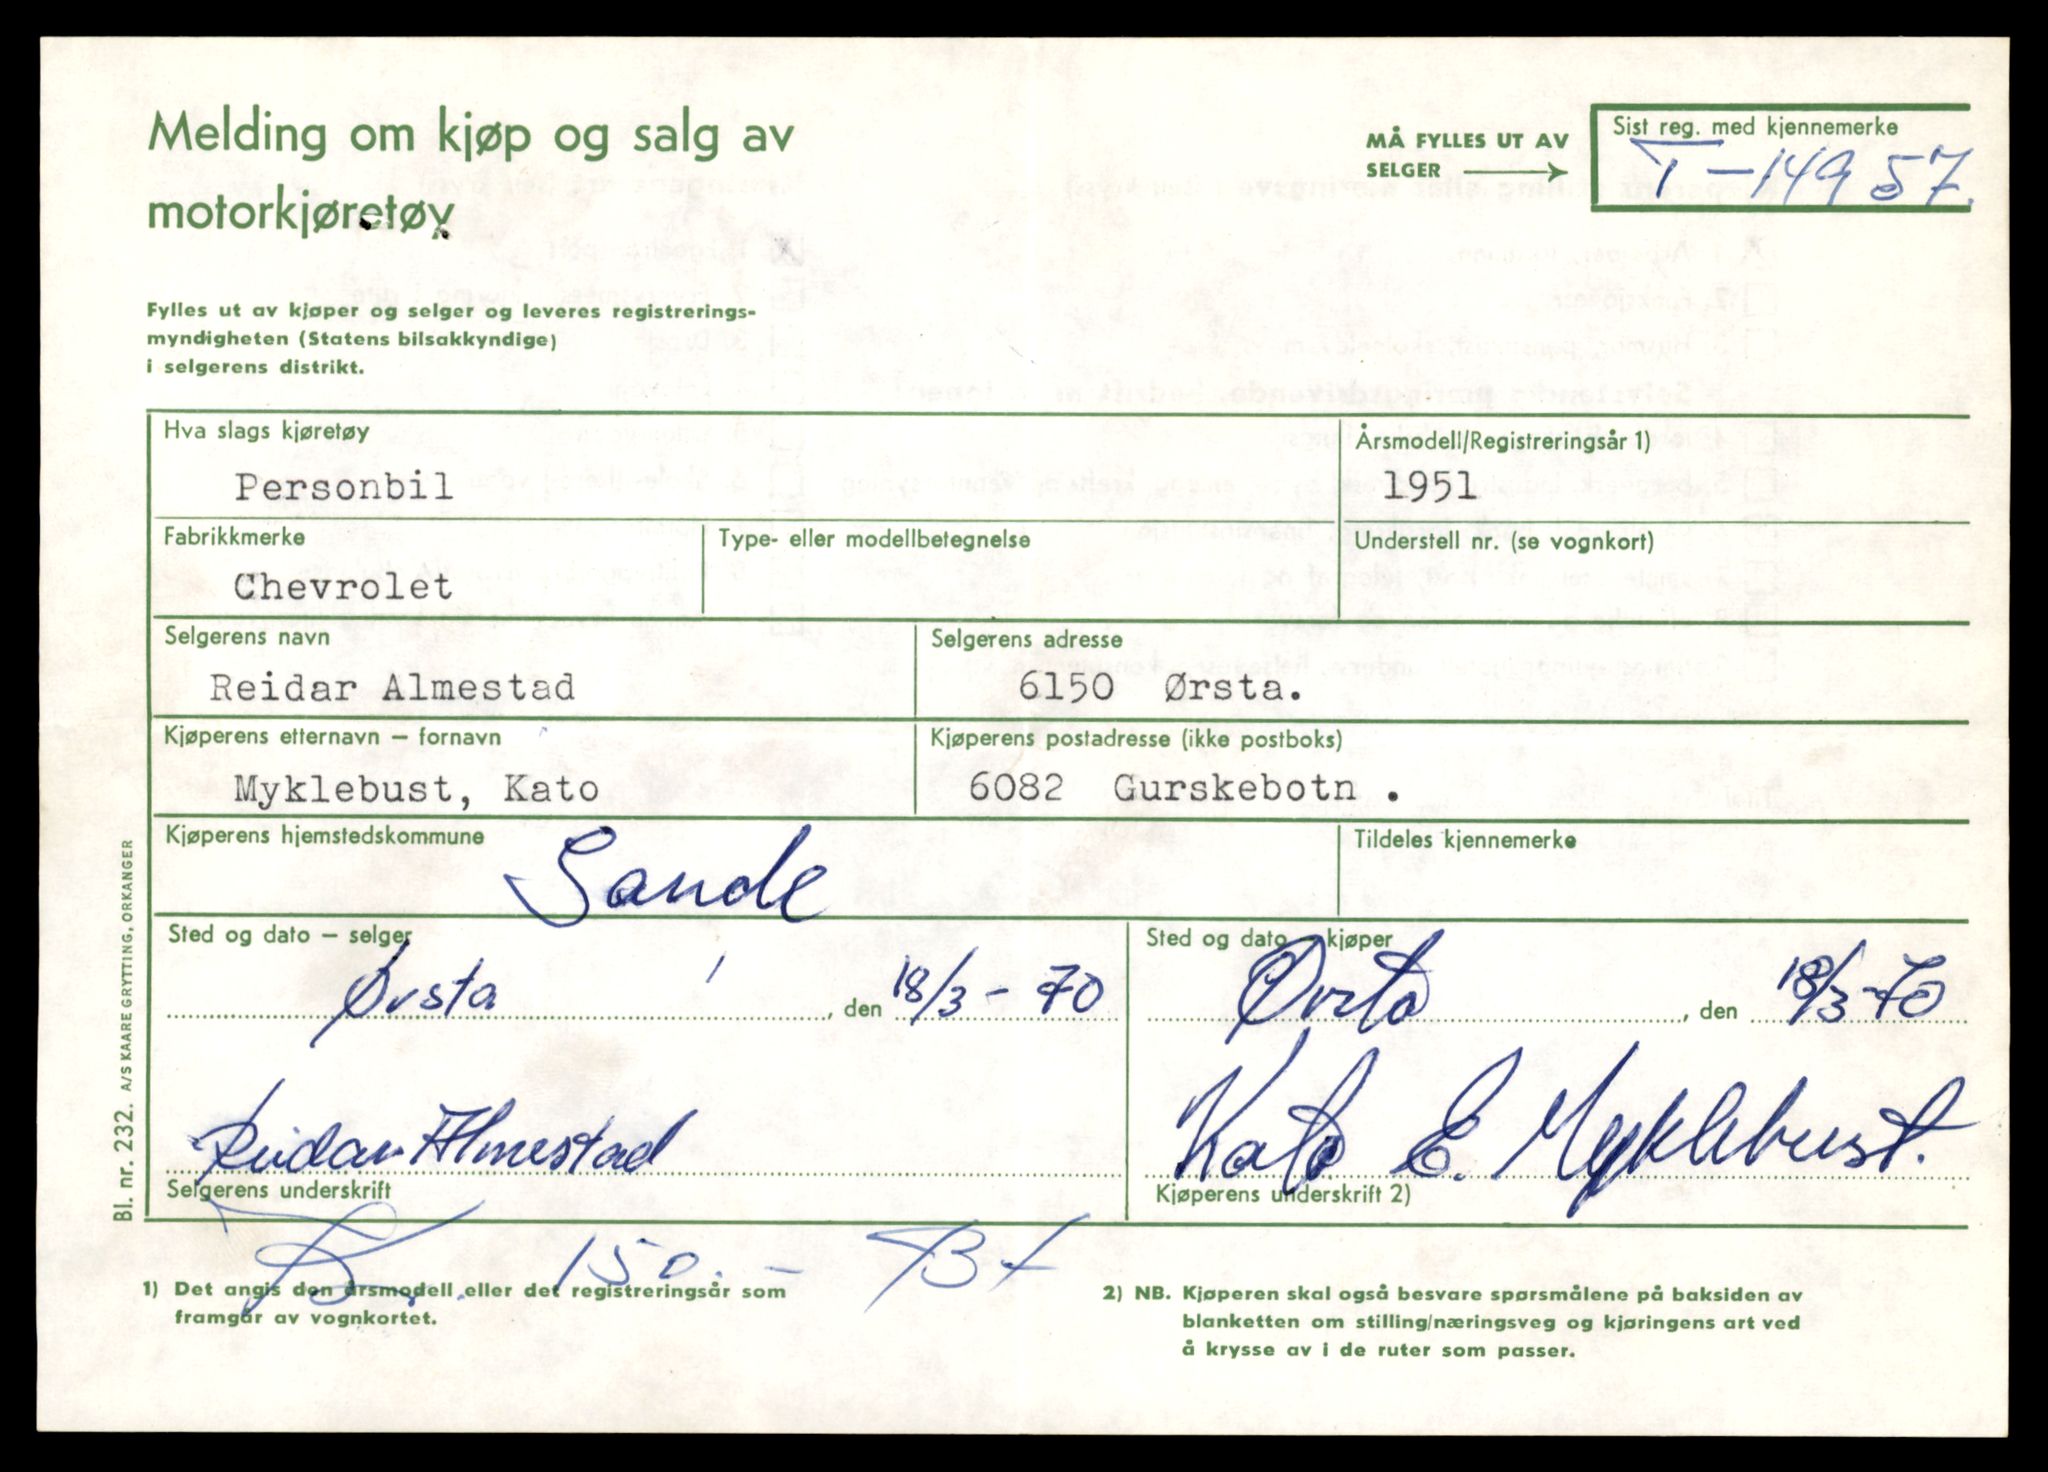 Melding om kjøp og salg av
motorkjøretøy
MÅ FYLLES UT AV
SELGER
Sist reg. med kjennemerke
T-14957.
Fylles ut av kjøper og selger og leveres registrerings-
myndigheten (Statens bilsakkyndige)
i selgerens distrikt.
Hva slags kjøretøy
Personbil
Årsmodell/Registreringsår 1)
1951
Fabrikkmerke
Chevrolet
Type- eller modellbetegnelse
Understell nr. (se vognkort)
Selgerens navn
Reidar Almestad
Selgerens adresse
6150 Ørsta.
Kjøperens etternavn – fornavn
Myklebust, Kato
Kjøperens postadresse (ikke postboks)
6082 Gurskebotn .
Kjøperens hjemstedskommune
Sande
Tildeles kjennemerke
Sted og dato – selger
Ørsta, den 18/3 - 70
Sted og dato – kjøper
Ørsta, den 18/3-70
Reidar Almestad
Selgerens underskrift
Kato E. Myklebust.
Kjøperens underskrift 2)
150.-
1) Det angis den årsmodell eller det registreringsår som
framgår av vognkortet.
2) NB. Kjøperen skal også besvare spørsmålene på baksiden av
blanketten om stilling/næringsveg og kjøringens art ved
å krysse av i de ruter som passer.
Bl. nr. 232. A/S KAARE GRYTTING, ORKANGER